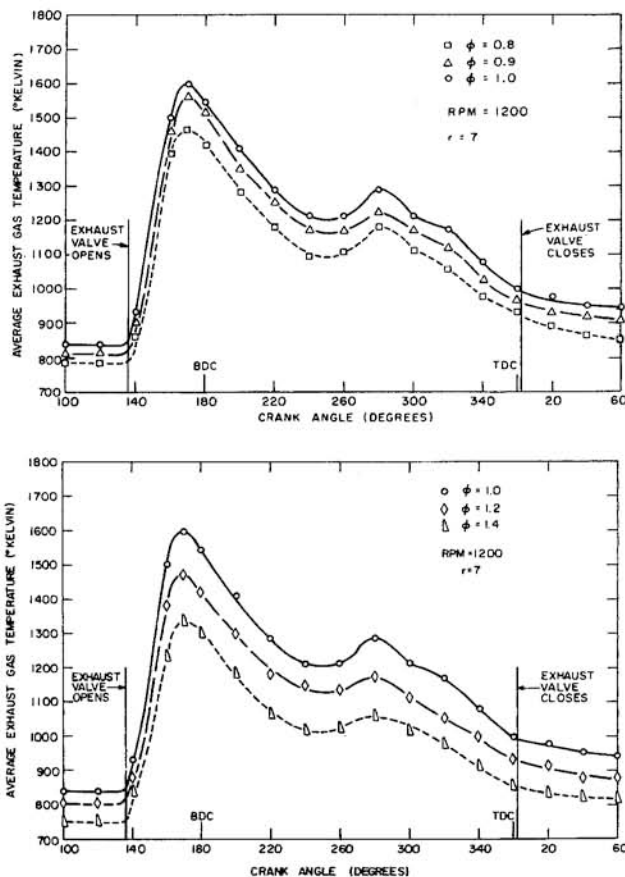 1800
1700
1600
1500
1400
1300
1200
1100
1000
900
800
700
AVERAGE EXHAUST GAS TEMPERATURE (°KELVIN)
□ ϕ = 0.8
△ ϕ = 0.9
○ ϕ = 1.0
RPM = 1200
r = 7
EXHAUST
VALVE
OPENS
EXHAUST
VALVE
CLOSES
BDC
TDC
100 140 180 220 260 300 340 20 60
CRANK ANGLE (DEGREES)
1800
1700
1600
1500
1400
1300
1200
1100
1000
900
800
700
AVERAGE EXHAUST GAS TEMPERATURE (°KELVIN)
○ ϕ = 1.0
◇ ϕ = 1.2
ϕ = 1.4
RPM=1200
r=7
EXHAUST
VALVE
OPENS
EXHAUST
VALVE
CLOSES
BDC
TDC
100 140 180 220 260 300 340 20 60
CRANK ANGLE (DEGREES)